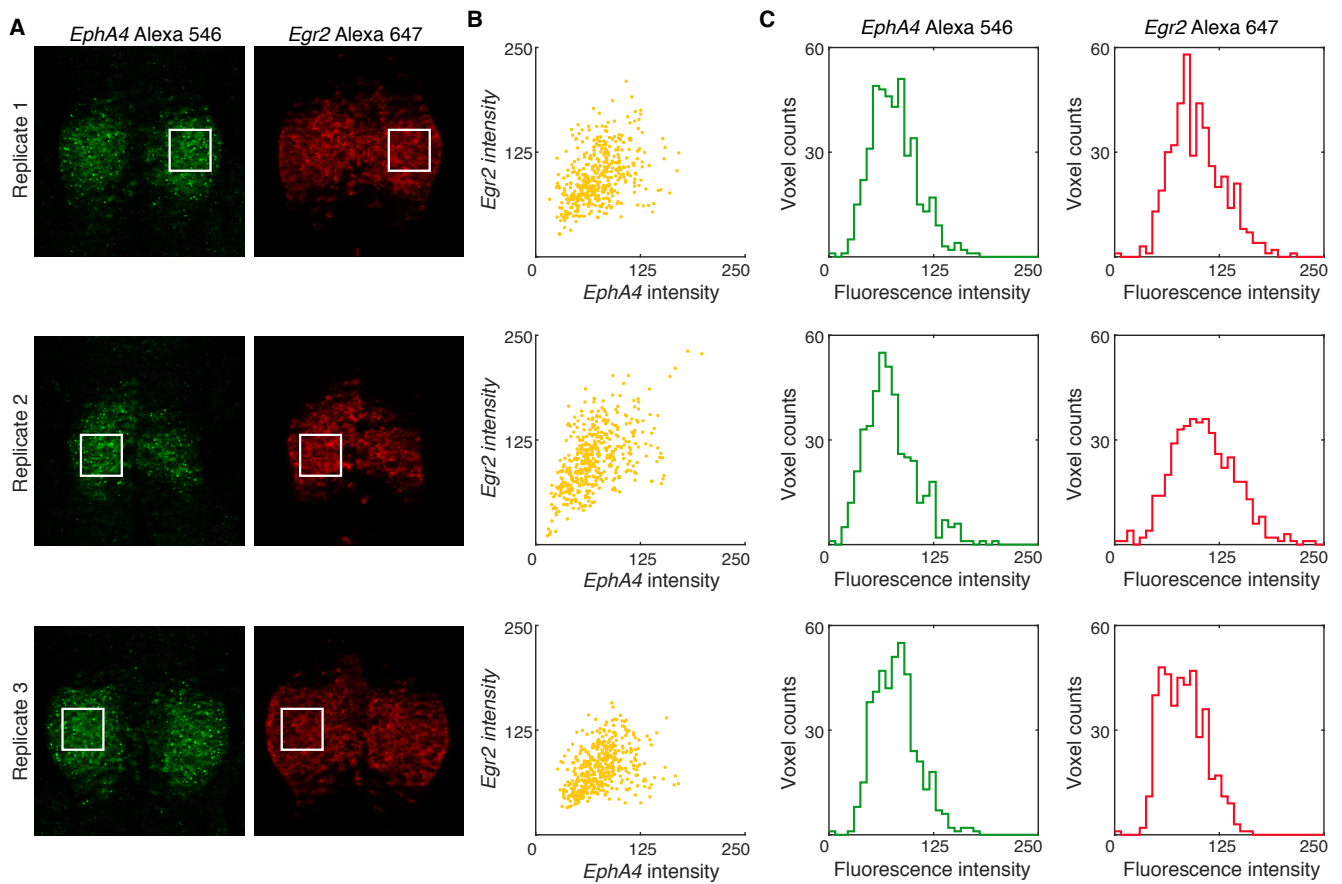 A
EphA4 Alexa 546
Egr2 Alexa 647
B
C
EphA4 Alexa 546
Egr2 Alexa 647
Replicate 1
250
125
0
125
250
Egr2 intensity
EphA4 intensity
60
30
0
125
250
Voxel counts
Fluorescence intensity
60
30
0
125
250
Voxel counts
Fluorescence intensity
Replicate 2
250
125
0
125
250
Egr2 intensity
EphA4 intensity
60
30
0
125
250
Voxel counts
Fluorescence intensity
60
30
0
125
250
Voxel counts
Fluorescence intensity
Replicate 3
250
125
0
125
250
Egr2 intensity
EphA4 intensity
60
30
0
125
250
Voxel counts
Fluorescence intensity
60
30
0
125
250
Voxel counts
Fluorescence intensity